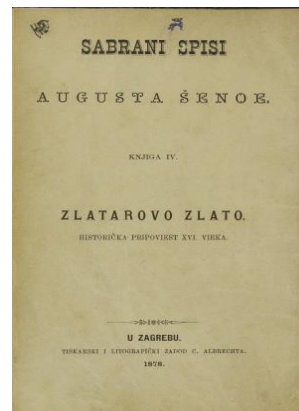 SABRANI SPISI
AUGUSTA ŠENOE.
KNJIGA IV.
ZLATAROVO ZLATO.
HISTORIČKA PRIPOVIEST XVI. VIEKA.
U ZAGREBU.
TISKARSKI I LITOGRAFIČKI ZAVOD C. ALBRECHTA.
1878.